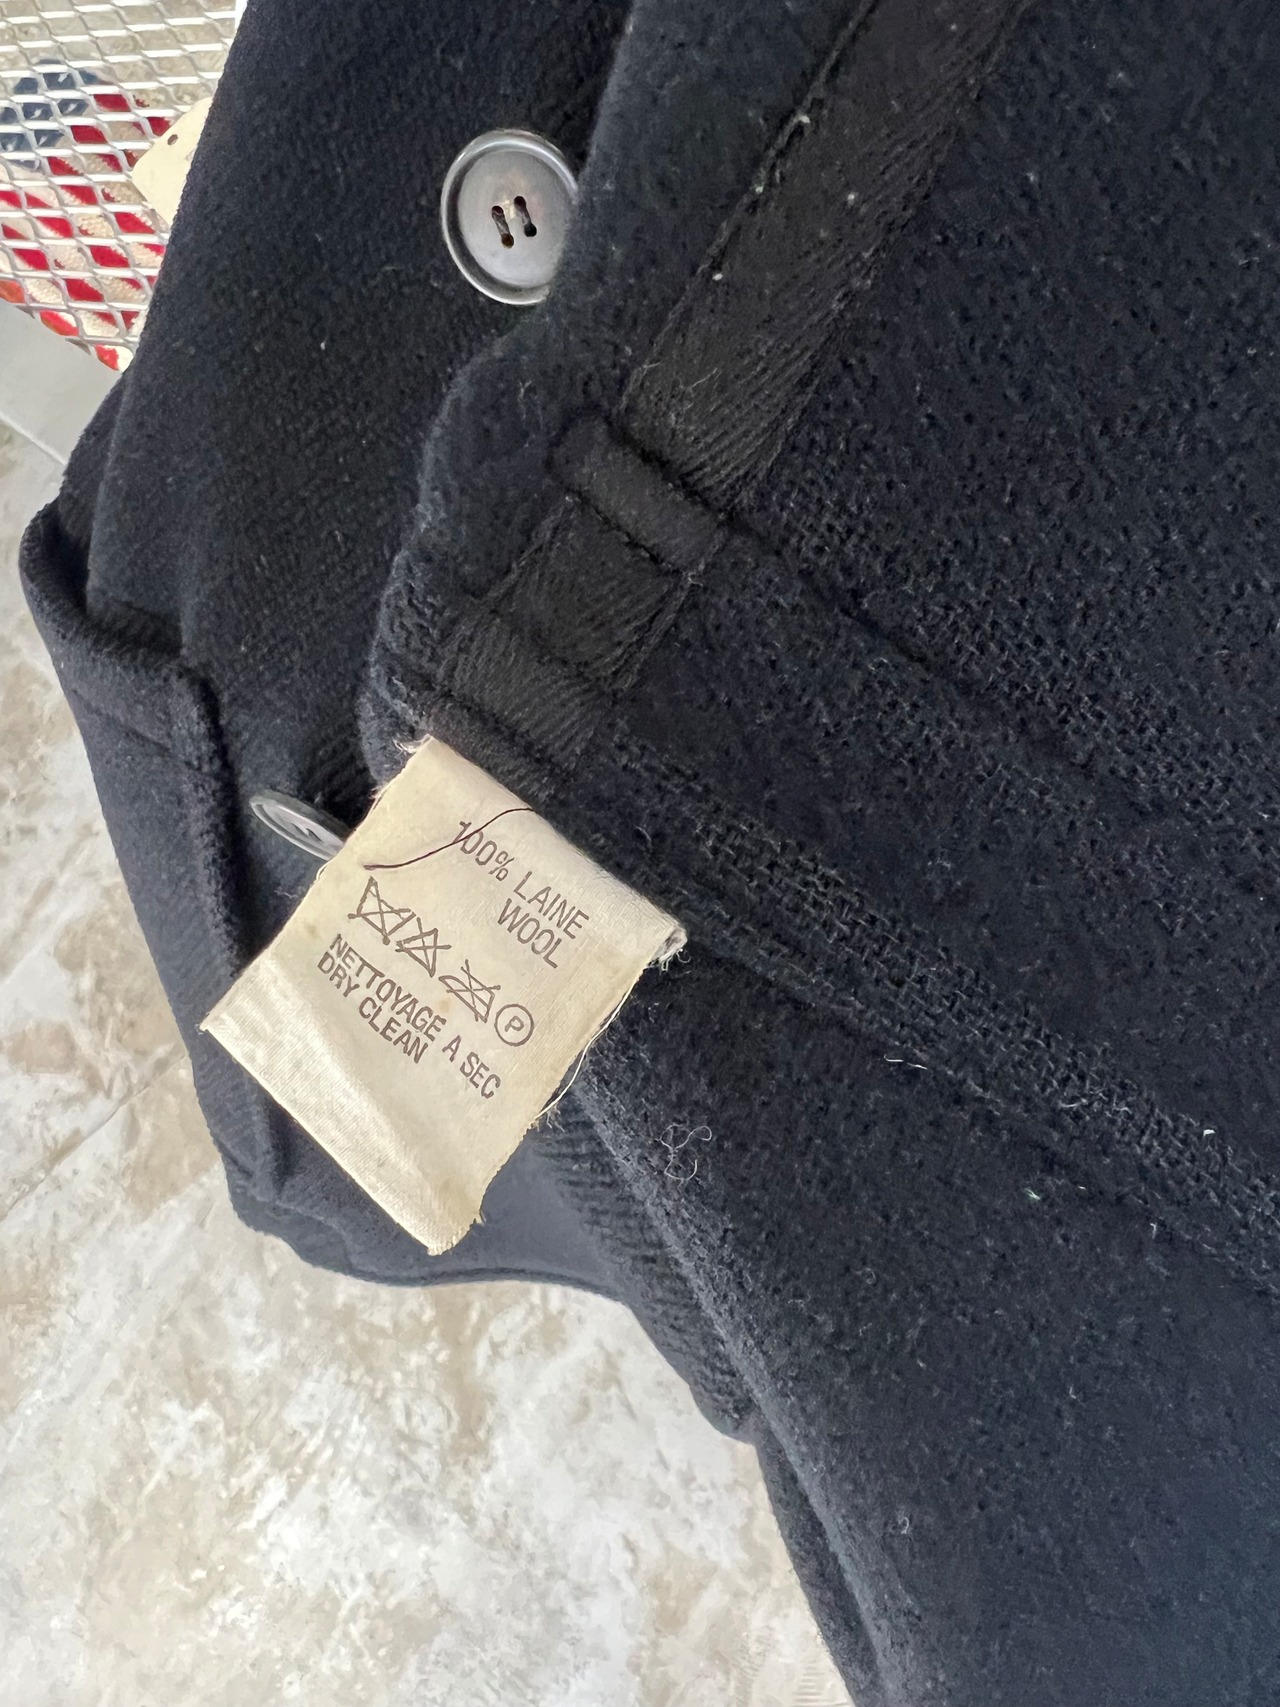 100% LAINE
WOOL
P
NETTOYAGE A SEC
DRY CLEAN